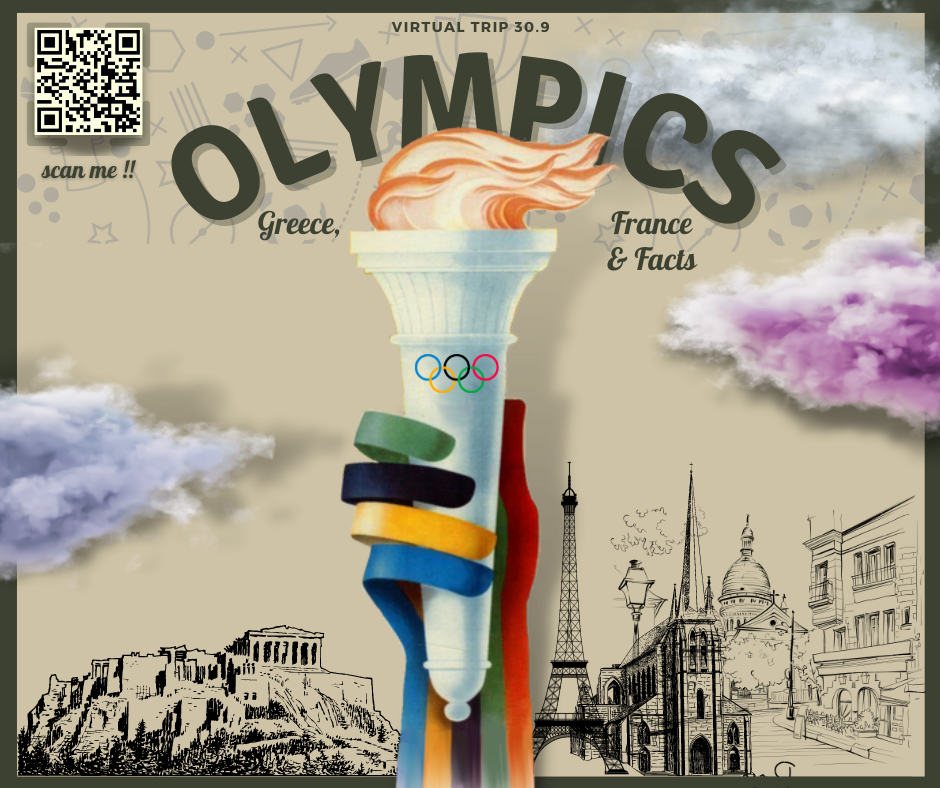 VIRTUAL TRIP 30.9
OLYMPICS
scan me !!
Greece,
France
& Facts